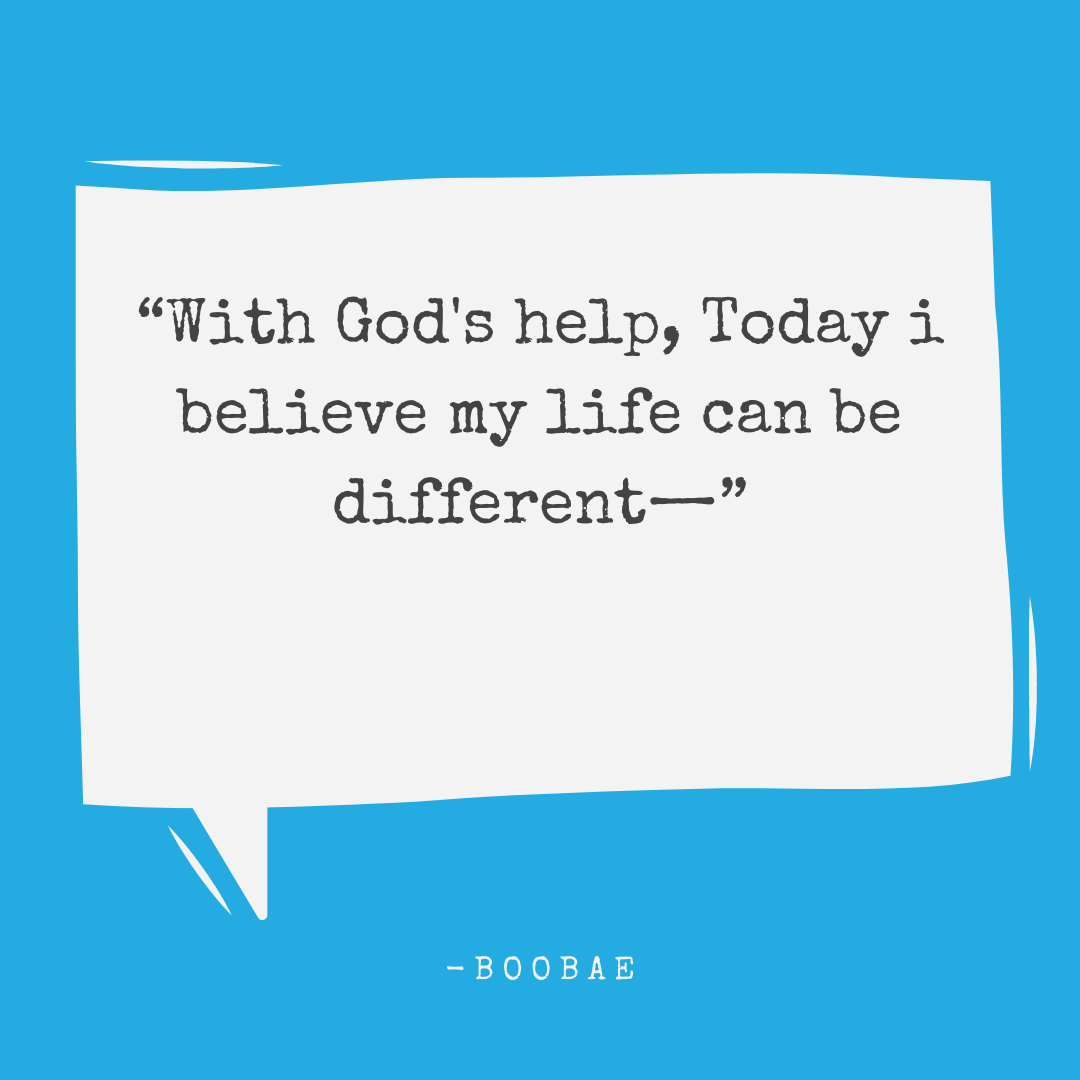 “With God's help, Today i
believe my life can be
different—”
–BOOBAE